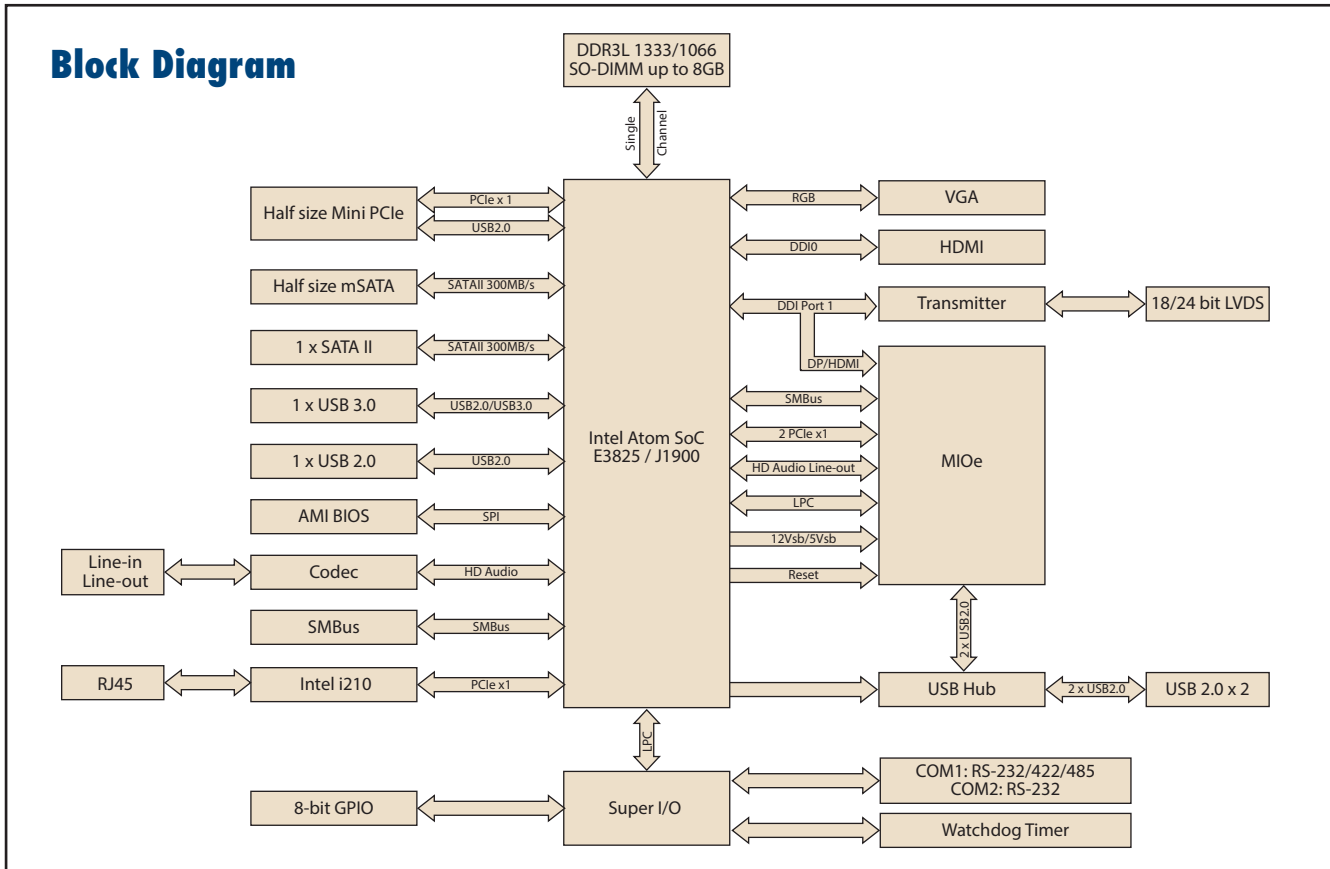 Block Diagram
DDR3L 1333/1066
SO-DIMM up to 8GB
Single
Channel
Half size Mini PCIe
PCIe x 1
USB2.0
Half size mSATA
SATAII 300MB/s
1 x SATA II
SATAII 300MB/s
1 x USB 3.0
USB2.0/USB3.0
1 x USB 2.0
USB2.0
AMI BIOS
SPI
Line-in
Line-out
Codec
HD Audio
SMBus
SMBus
RJ45
Intel i210
PCIe x1
Intel Atom SoC
E3825 / J1900
RGB
VGA
DDI0
HDMI
DDI Port 1
Transmitter
18/24 bit LVDS
DP/HDMI
SMBus
2 PCIe x1
HD Audio Line-out
LPC
12Vsb/5Vsb
Reset
MIOe
2 x USB2.0
USB Hub
2 x USB2.0
USB 2.0 x 2
LPC
8-bit GPIO
Super I/O
COM1: RS-232/422/485
COM2: RS-232
Watchdog Timer